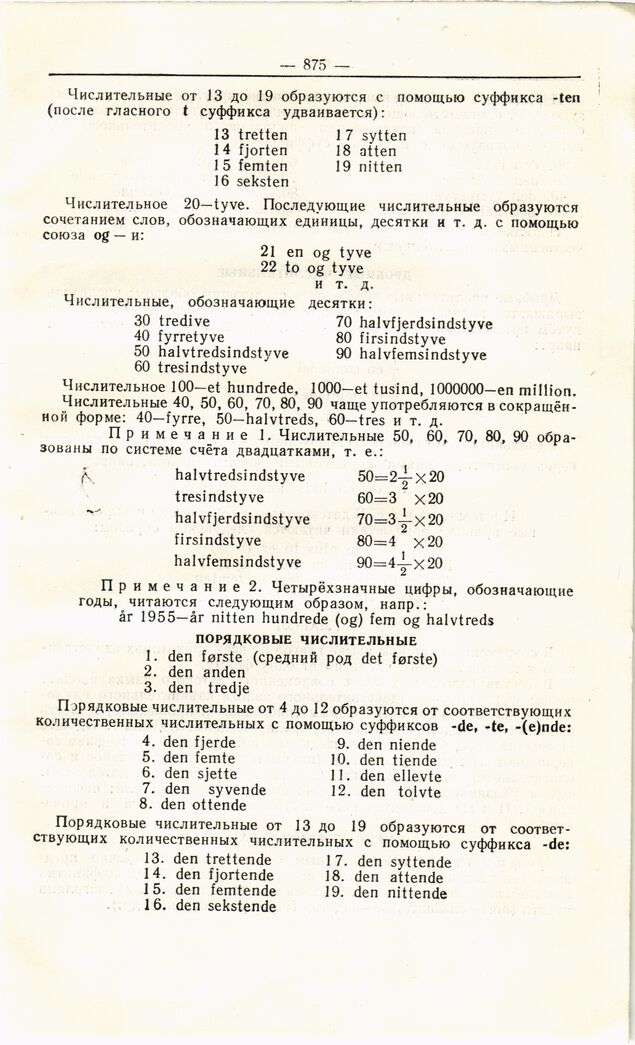 — 875 —
Числительные от 13 до 19 образуются с помощью суффикса -ten
(после гласного t суффикса удваивается):
13 tretten 17 sytten
14 fjorten 18 atten
15 femten 19 nitten
16 seksten
Числительное 20—tyve. Последующие числительные образуются
сочетанием слов, обозначающих единицы, десятки и т. д. с помощью
союза og — и:
21 en og tyve
22 to og tyve
и т. д.
Числительные, обозначающие десятки:
30 tredive 70 halvfjerdsindstyve
40 fyrretyve 80 firsindstyve
50 halvtredsindstyve 90 halvfemsindstyve
60 tresindstyve
Числительное 100—et hundrede, 1000—et tusind, 1000000—en million.
Числительные 40, 50, 60, 70, 80, 90 чаще употребляются в сокращён-
ной форме: 40—fyrre, 50—halvtreds, 60—tres и т. д.
Примечание 1. Числительные 50, 60, 70, 80, 90 обра-
зованы по системе счёта двадцатками, т. е.:
halvtredsindstyve 50=2 1/2 ×20
tresindstyve 60=3 ×20
halvfjerdsindstyve 70=3 1/2 ×20
firsindstyve 80=4 ×20
halvfemsindstyve 90=4 1/2 ×20
Примечание 2. Четырёхзначные цифры, обозначающие
годы, читаются следующим образом, напр.:
år 1955—år nitten hundrede (og) fem og halvtreds
ПОРЯДКОВЫЕ ЧИСЛИТЕЛЬНЫЕ
1. den første (средний род det første)
2. den anden
3. den tredje
Порядковые числительные от 4 до 12 образуются от соответствующих
количественных числительных с помощью суффиксов -de, -te, -(e)nde:
4. den fjerde 9. den niende
5. den femte 10. den tiende
6. den sjette 11. den ellevte
7. den syvende 12. den tolvte
8. den ottende
Порядковые числительные от 13 до 19 образуются от соответ-
ствующих количественных числительных с помощью суффикса -de:
13. den trettende 17. den syttende
14. den fjortende 18. den attende
15. den femtende 19. den nittende
16. den sekstende